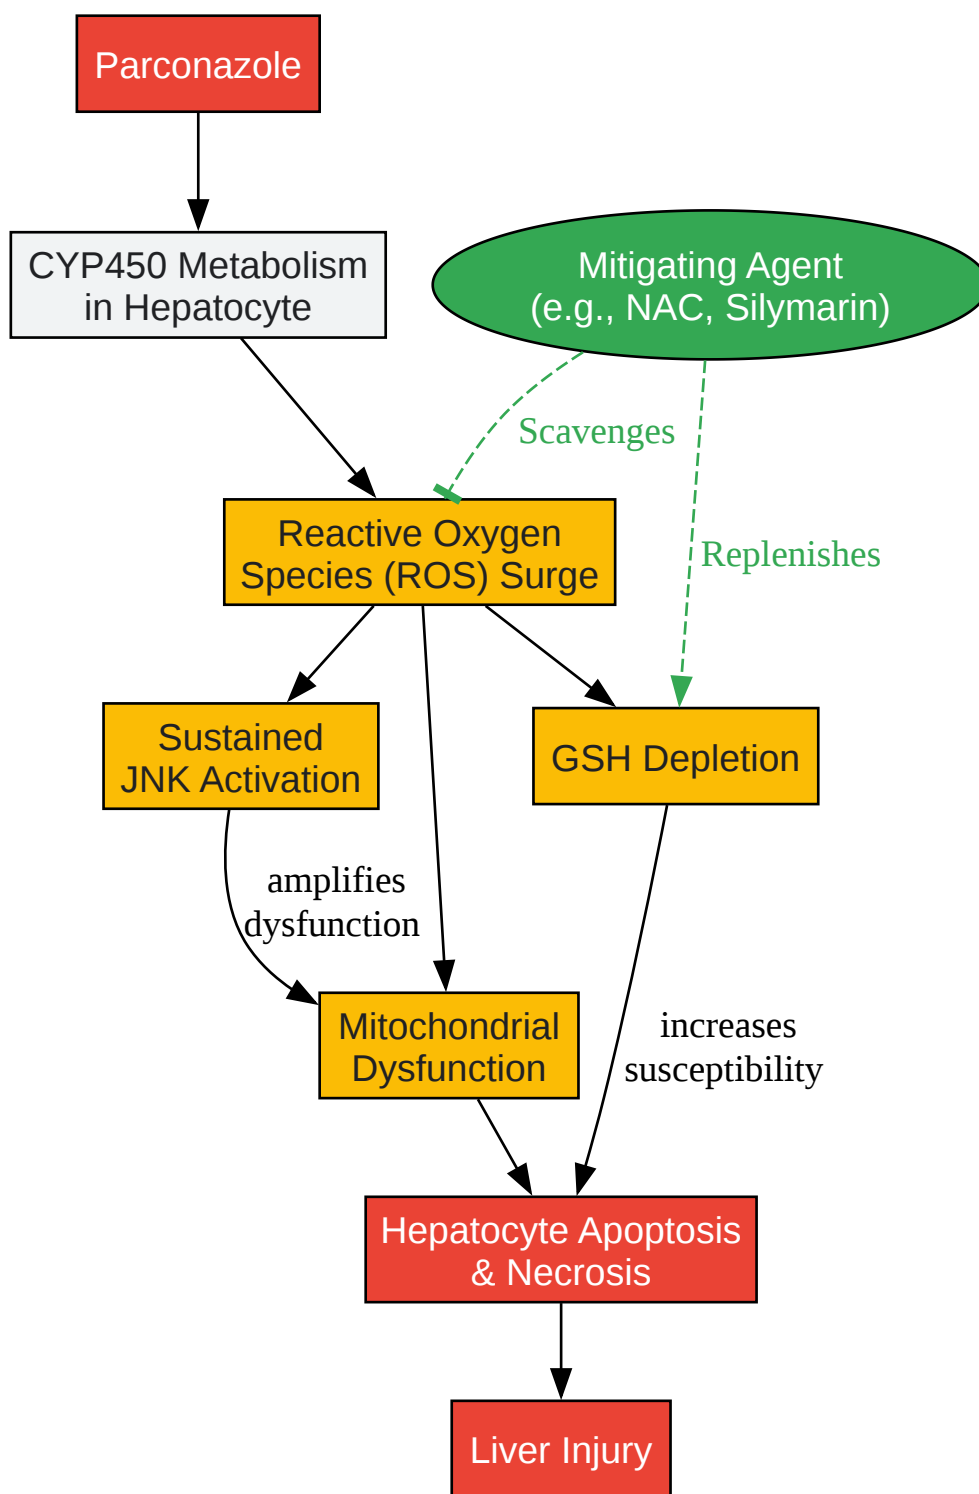 Parconazole
CYP450 Metabolism
in Hepatocyte
Mitigating Agent
(e.g., NAC, Silymarin)
Scavenges
Reactive Oxygen
Species (ROS) Surge
Replenishes
Sustained
JNK Activation
GSH Depletion
amplifies
dysfunction
Mitochondrial
Dysfunction
increases
susceptibility
Hepatocyte Apoptosis
& Necrosis
Liver Injury